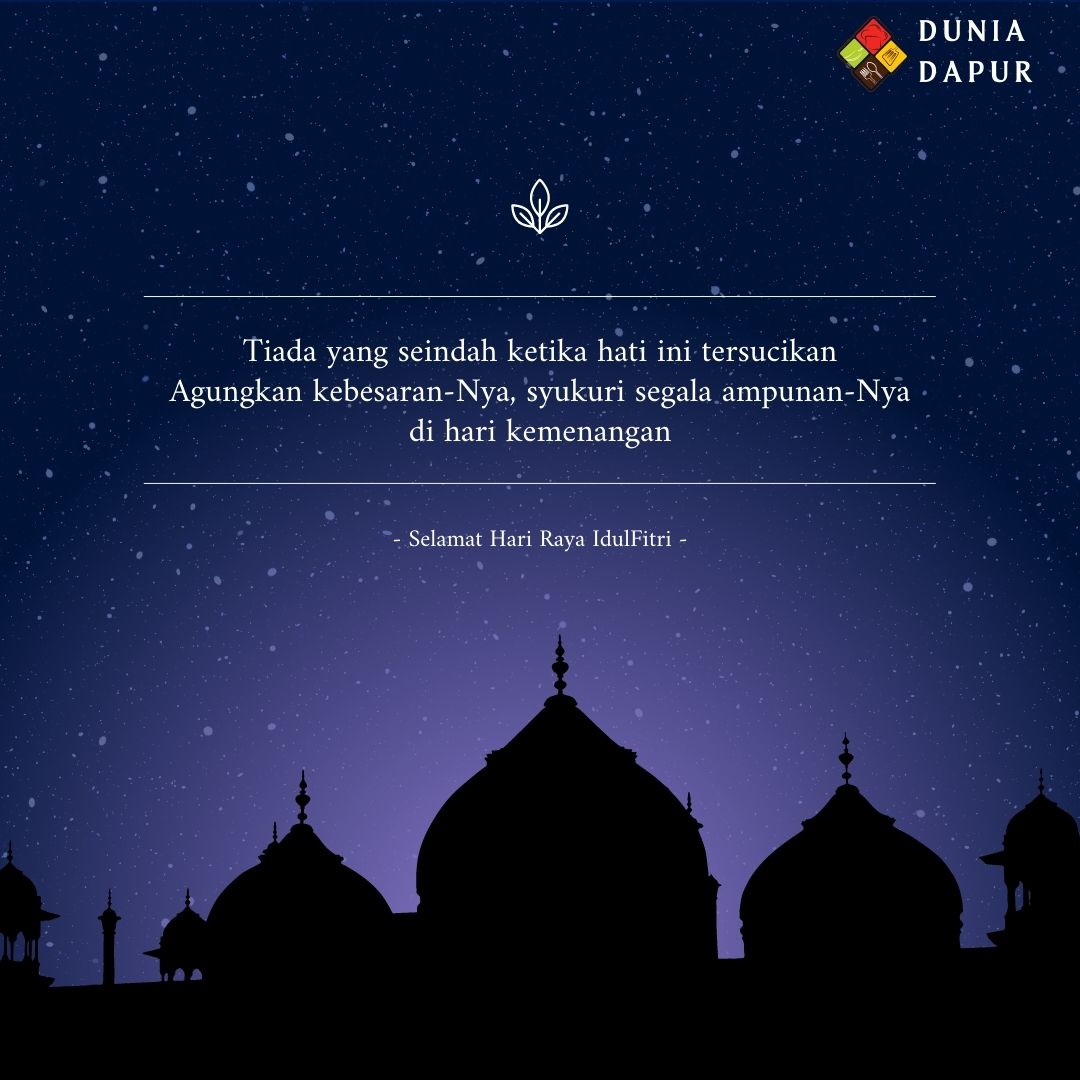 DUNIA
DAPUR
Tiada yang seindah ketika hati ini tersucikan
Agungkan kebesaran-Nya, syukuri segala ampunan-Nya
di hari kemenangan
- Selamat Hari Raya IdulFitri -